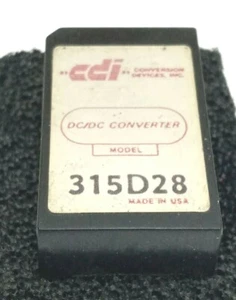 "cdi" CONVERSION
DEVICES, INC.
DC/DC CONVERTER
MODEL
315D28
MADE IN USA